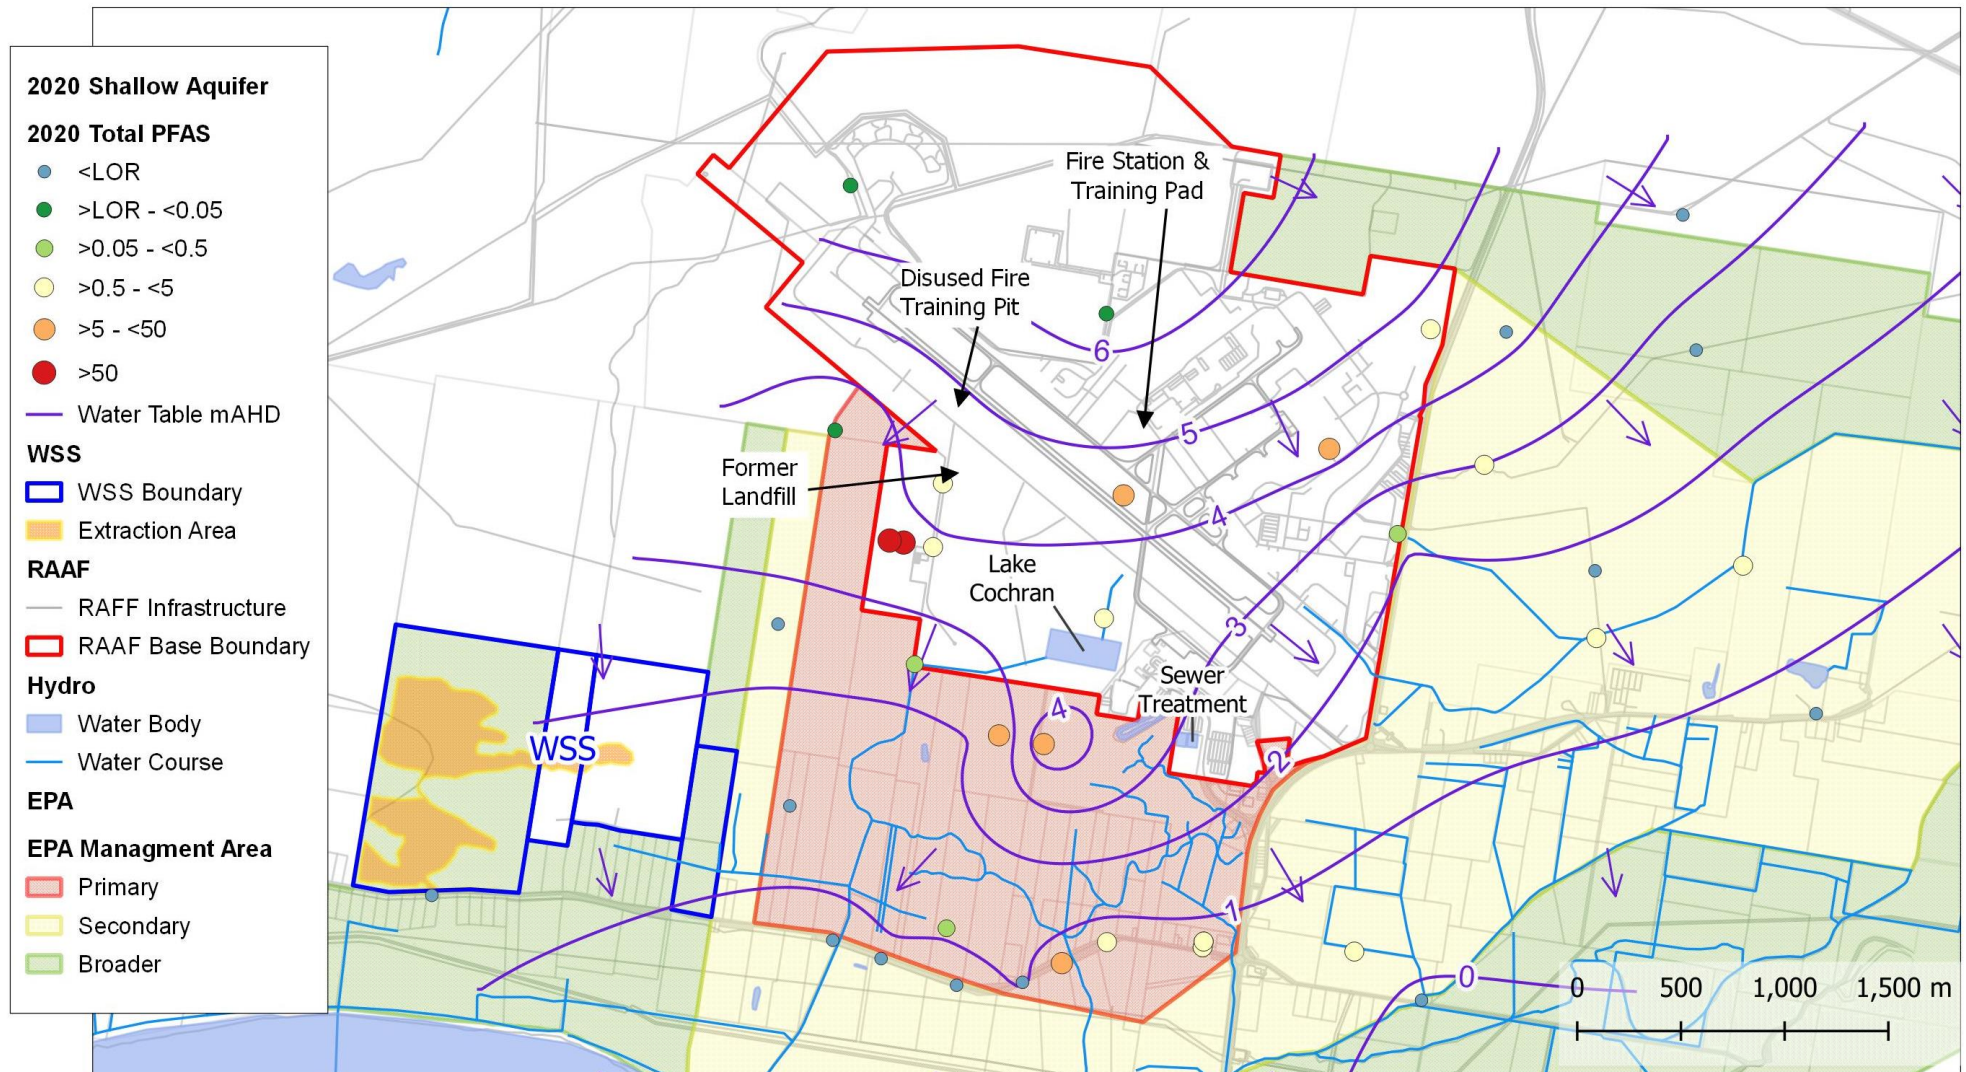 2020 Shallow Aquifer
2020 Total PFAS
<LOR
>LOR - <0.05
>0.05 - <0.5
>0.5 - <5
>5 - <50
>50
Water Table mAHD
WSS
WSS Boundary
Extraction Area
RAAF
RAFF Infrastructure
RAAF Base Boundary
Hydro
Water Body
Water Course
EPA
EPA Managment Area
Primary
Secondary
Broader
Fire Station &
Training Pad
Disused Fire
Training Pit
6
5
Former
Landfill
4
Lake
Cochran
3
Sewer
Treatment
4
WSS
2
1
0
0 500 1,000 1,500 m